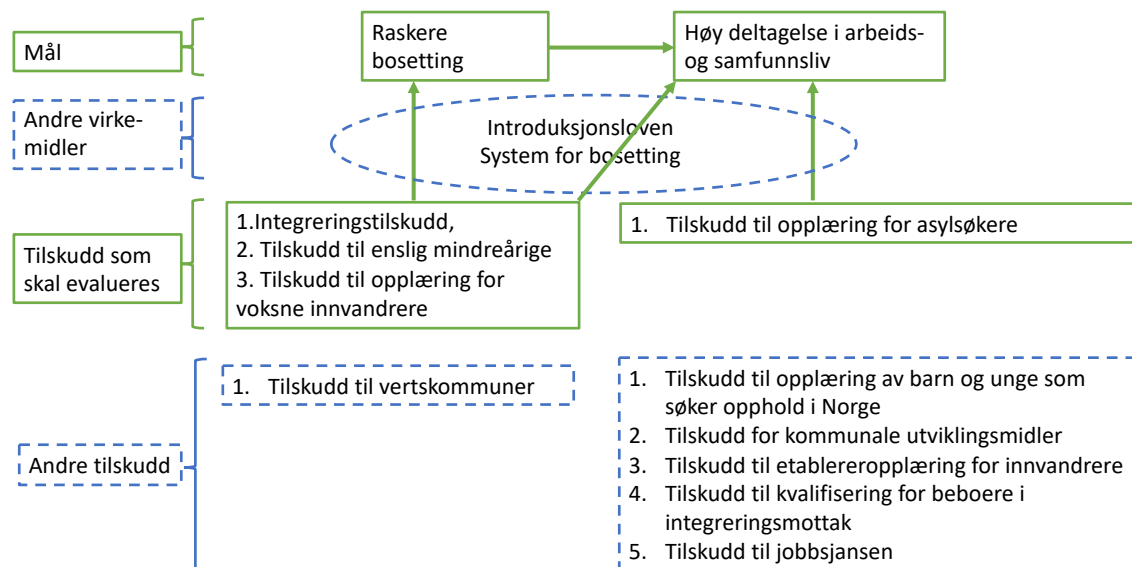 Mål
Raskere
bosetting
Høy deltagelse i arbeids-
og samfunnsliv
Andre virke-
midler
Introduksjonsloven
System for bosetting
Tilskudd som
skal evalueres
1.Integreringstilskudd,
2. Tilskudd til enslig mindreårige
3. Tilskudd til opplæring for
voksne innvandrere
1. Tilskudd til opplæring for asylsøkere
Andre tilskudd
1. Tilskudd til vertskommuner
1. Tilskudd til opplæring av barn og unge som
søker opphold i Norge
2. Tilskudd for kommunale utviklingsmidler
3. Tilskudd til etablereropplæring for innvandrere
4. Tilskudd til kvalifisering for beboere i
integreringsmottak
5. Tilskudd til jobbsjansen